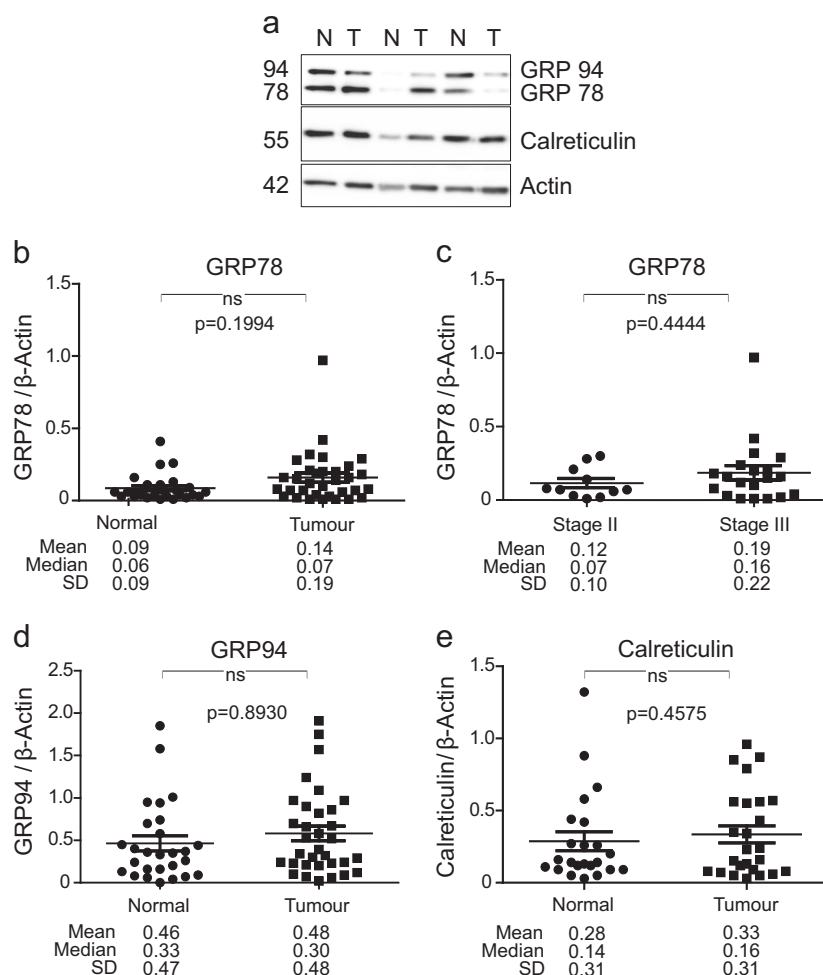 a
N T N T N T
94 GRP 94
78 GRP 78
55 Calreticulin
42 Actin
b
GRP78
ns
p=0.1994
GRP78 /β-Actin
1.5
1.0
0.5
0
Normal Tumour
Mean 0.09 0.14
Median 0.06 0.07
SD 0.09 0.19
c
GRP78
ns
p=0.4444
GRP78 /β-Actin
1.5
1.0
0.5
0
Stage II Stage III
Mean 0.12 0.19
Median 0.07 0.16
SD 0.10 0.22
d
GRP94
ns
p=0.8930
GRP94 /β-Actin
2.5
2.0
1.5
1.0
0.5
0
Normal Tumour
Mean 0.46 0.48
Median 0.33 0.30
SD 0.47 0.48
e
Calreticulin
ns
p=0.4575
Calreticulin/β-Actin
1.5
1.0
0.5
0
Normal Tumour
Mean 0.28 0.33
Median 0.14 0.16
SD 0.31 0.31